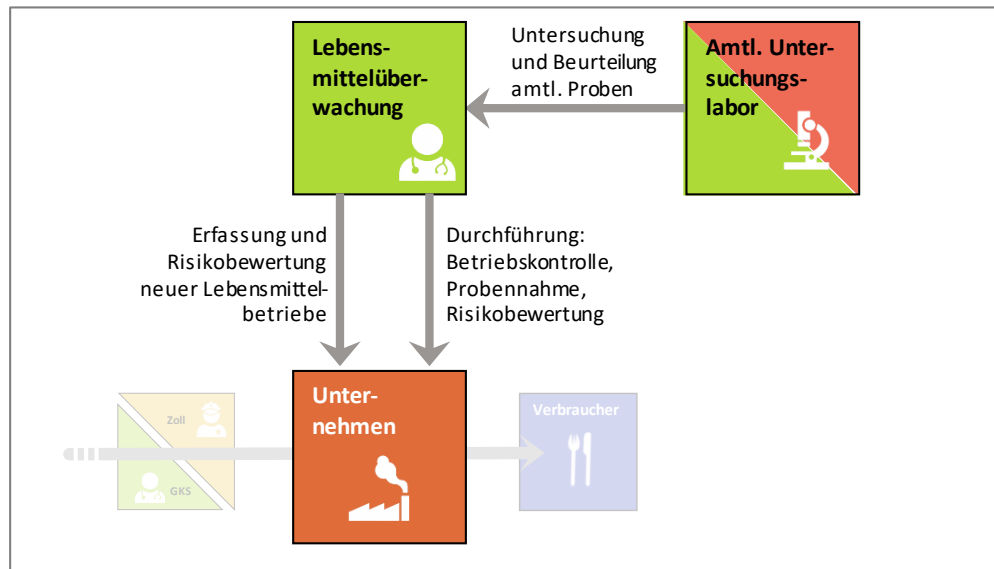 Lebens-
mittelüber-
wachung
Untersuchung
und Beurteilung
amtl. Proben
Amtl. Unter-
suchungs-
labor
Erfassung und
Risikobewertung
neuer Lebensmittel-
betriebe
Durchführung:
Betriebskontrolle,
Probennahme,
Risikobewertung
Zoll
GKS
Unter-
nehmen
Verbraucher